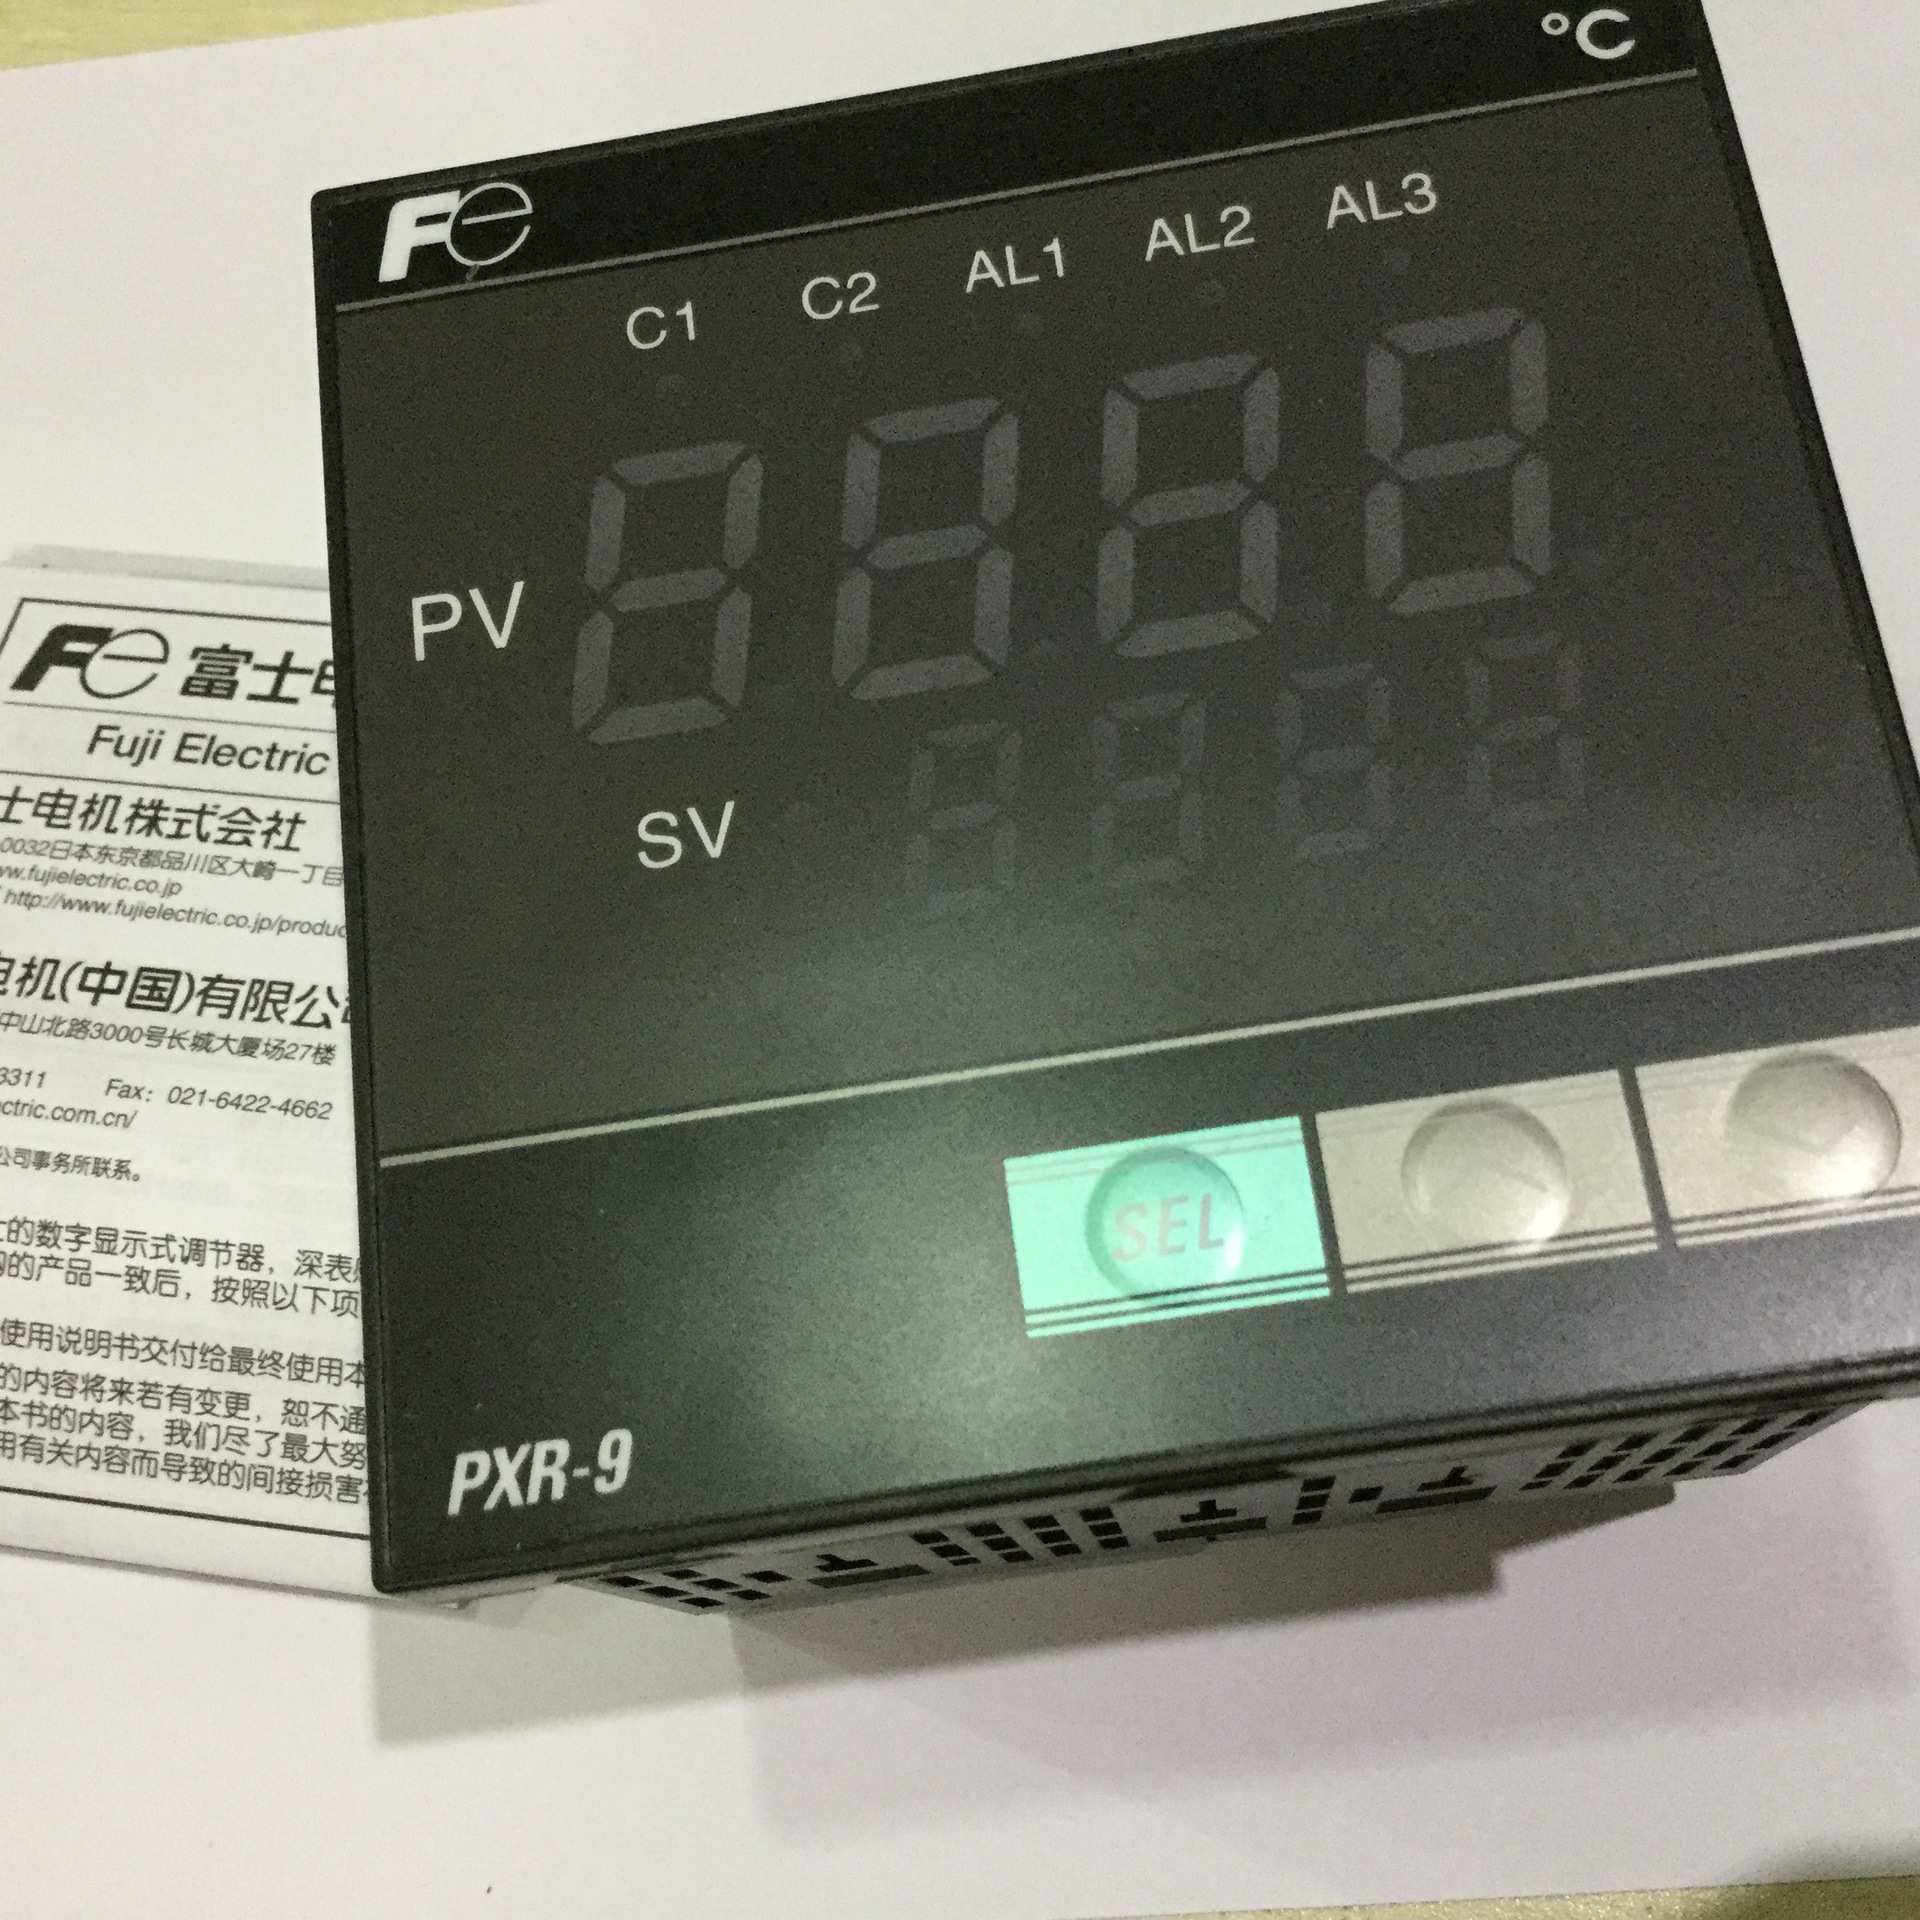 °C
Fe
C1 C2 AL1 AL2 AL3
PV
SV
SEL
PXR-9
Fe 富士
Fuji Electric
士电机株式会社
0032日本东京都品川区大崎一丁目
ww.fujielectric.co.jp
http://www.fujielectric.co.jp/produc
电机(中国)有限公司
中山北路3000号长城大厦场27楼
3311 Fax: 021-6422-4662
ctric.com.cn/
公司事务所联系。
士的数字显示式调节器，深表
的产品一致后，按照以下项
使用说明书交付给最终使用本
的内容将来若有变更，恕不通
本书的内容，我们尽了最大努
用有关内容而导致的间接损害